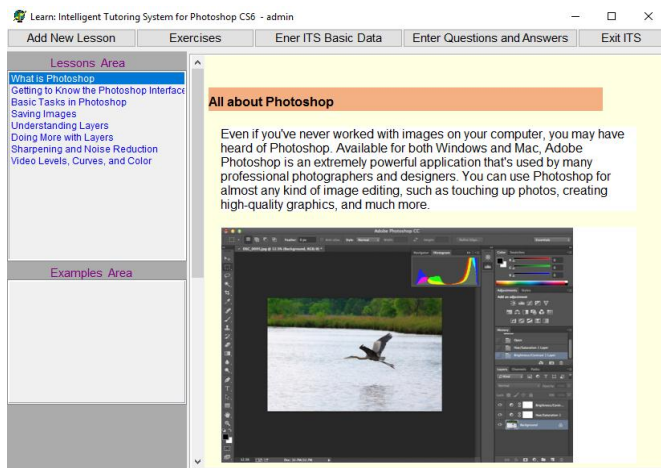 Learn: Intelligent Tutoring System for Photoshop CS6 - admin
Add New Lesson Exercises Ener ITS Basic Data Enter Questions and Answers Exit ITS
Lessons Area
What is Photoshop
Getting to Know the Photoshop Interface
Basic Tasks in Photoshop
Saving Images
Understanding Layers
Doing More with Layers
Sharpening and Noise Reduction
Video Levels, Curves, and Color
Examples Area
All about Photoshop
Even if you've never worked with images on your computer, you may have
heard of Photoshop. Available for both Windows and Mac, Adobe
Photoshop is an extremely powerful application that's used by many
professional photographers and designers. You can use Photoshop for
almost any kind of image editing, such as touching up photos, creating
high-quality graphics, and much more.
Adobe Photoshop CC